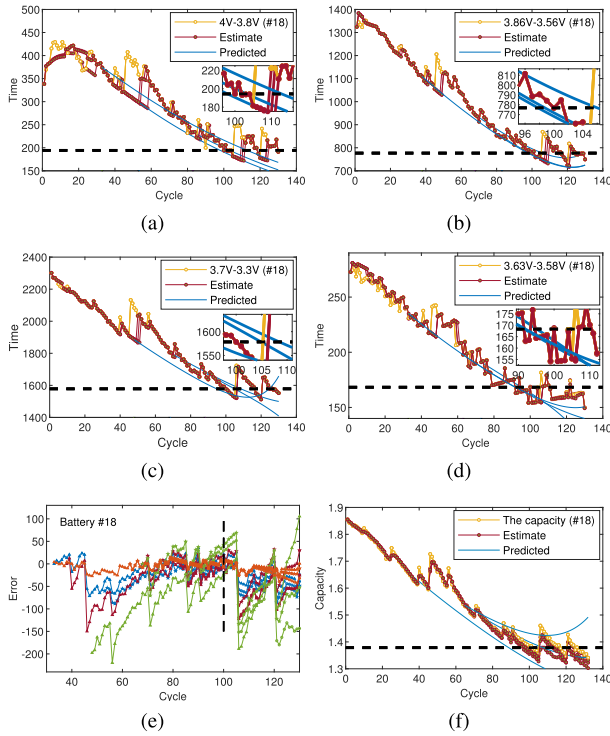 450
400
350
300
250
200
150
Time
4V-3.8V (#18)
Estimate
Predicted
220
200
180
100
110
0 20 40 60 80 100 120 140
Cycle
(a)
1400
1300
1200
1100
1000
900
800
700
Time
3.86V-3.56V (#18)
Estimate
Predicted
810
800
790
780
770
96 100 104
0 20 40 60 80 100 120 140
Cycle
(b)
2400
2200
2000
1800
1600
1400
Time
3.7V-3.3V (#18)
Estimate
Predicted
1600
1550
100 105 110
0 20 40 60 80 100 120 140
Cycle
(c)
250
200
150
Time
3.63V-3.58V (#18)
Estimate
Predicted
175
170
165
160
155
90 100 110
0 20 40 60 80 100 120 140
Cycle
(d)
100
50
0
-50
-100
-150
-200
Error
Battery #18
40 60 80 100 120
Cycle
(e)
1.9
1.8
1.7
1.6
1.5
1.4
1.3
Capacity
The capacity (#18)
Estimate
Predicted
0 20 40 60 80 100 120 140
Cycle
(f)